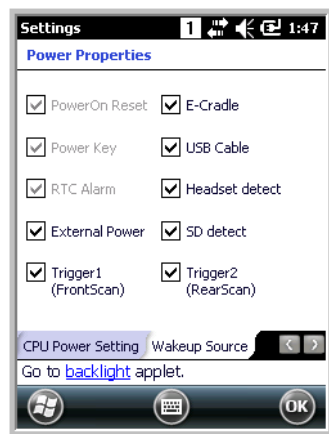 Settings 1 1:47
Power Properties
PowerOn Reset E-Cradle
Power Key USB Cable
RTC Alarm Headset detect
External Power SD detect
Trigger1 Trigger2
(FrontScan) (RearScan)
CPU Power Setting Wakeup Source
Go to backlight applet.
OK